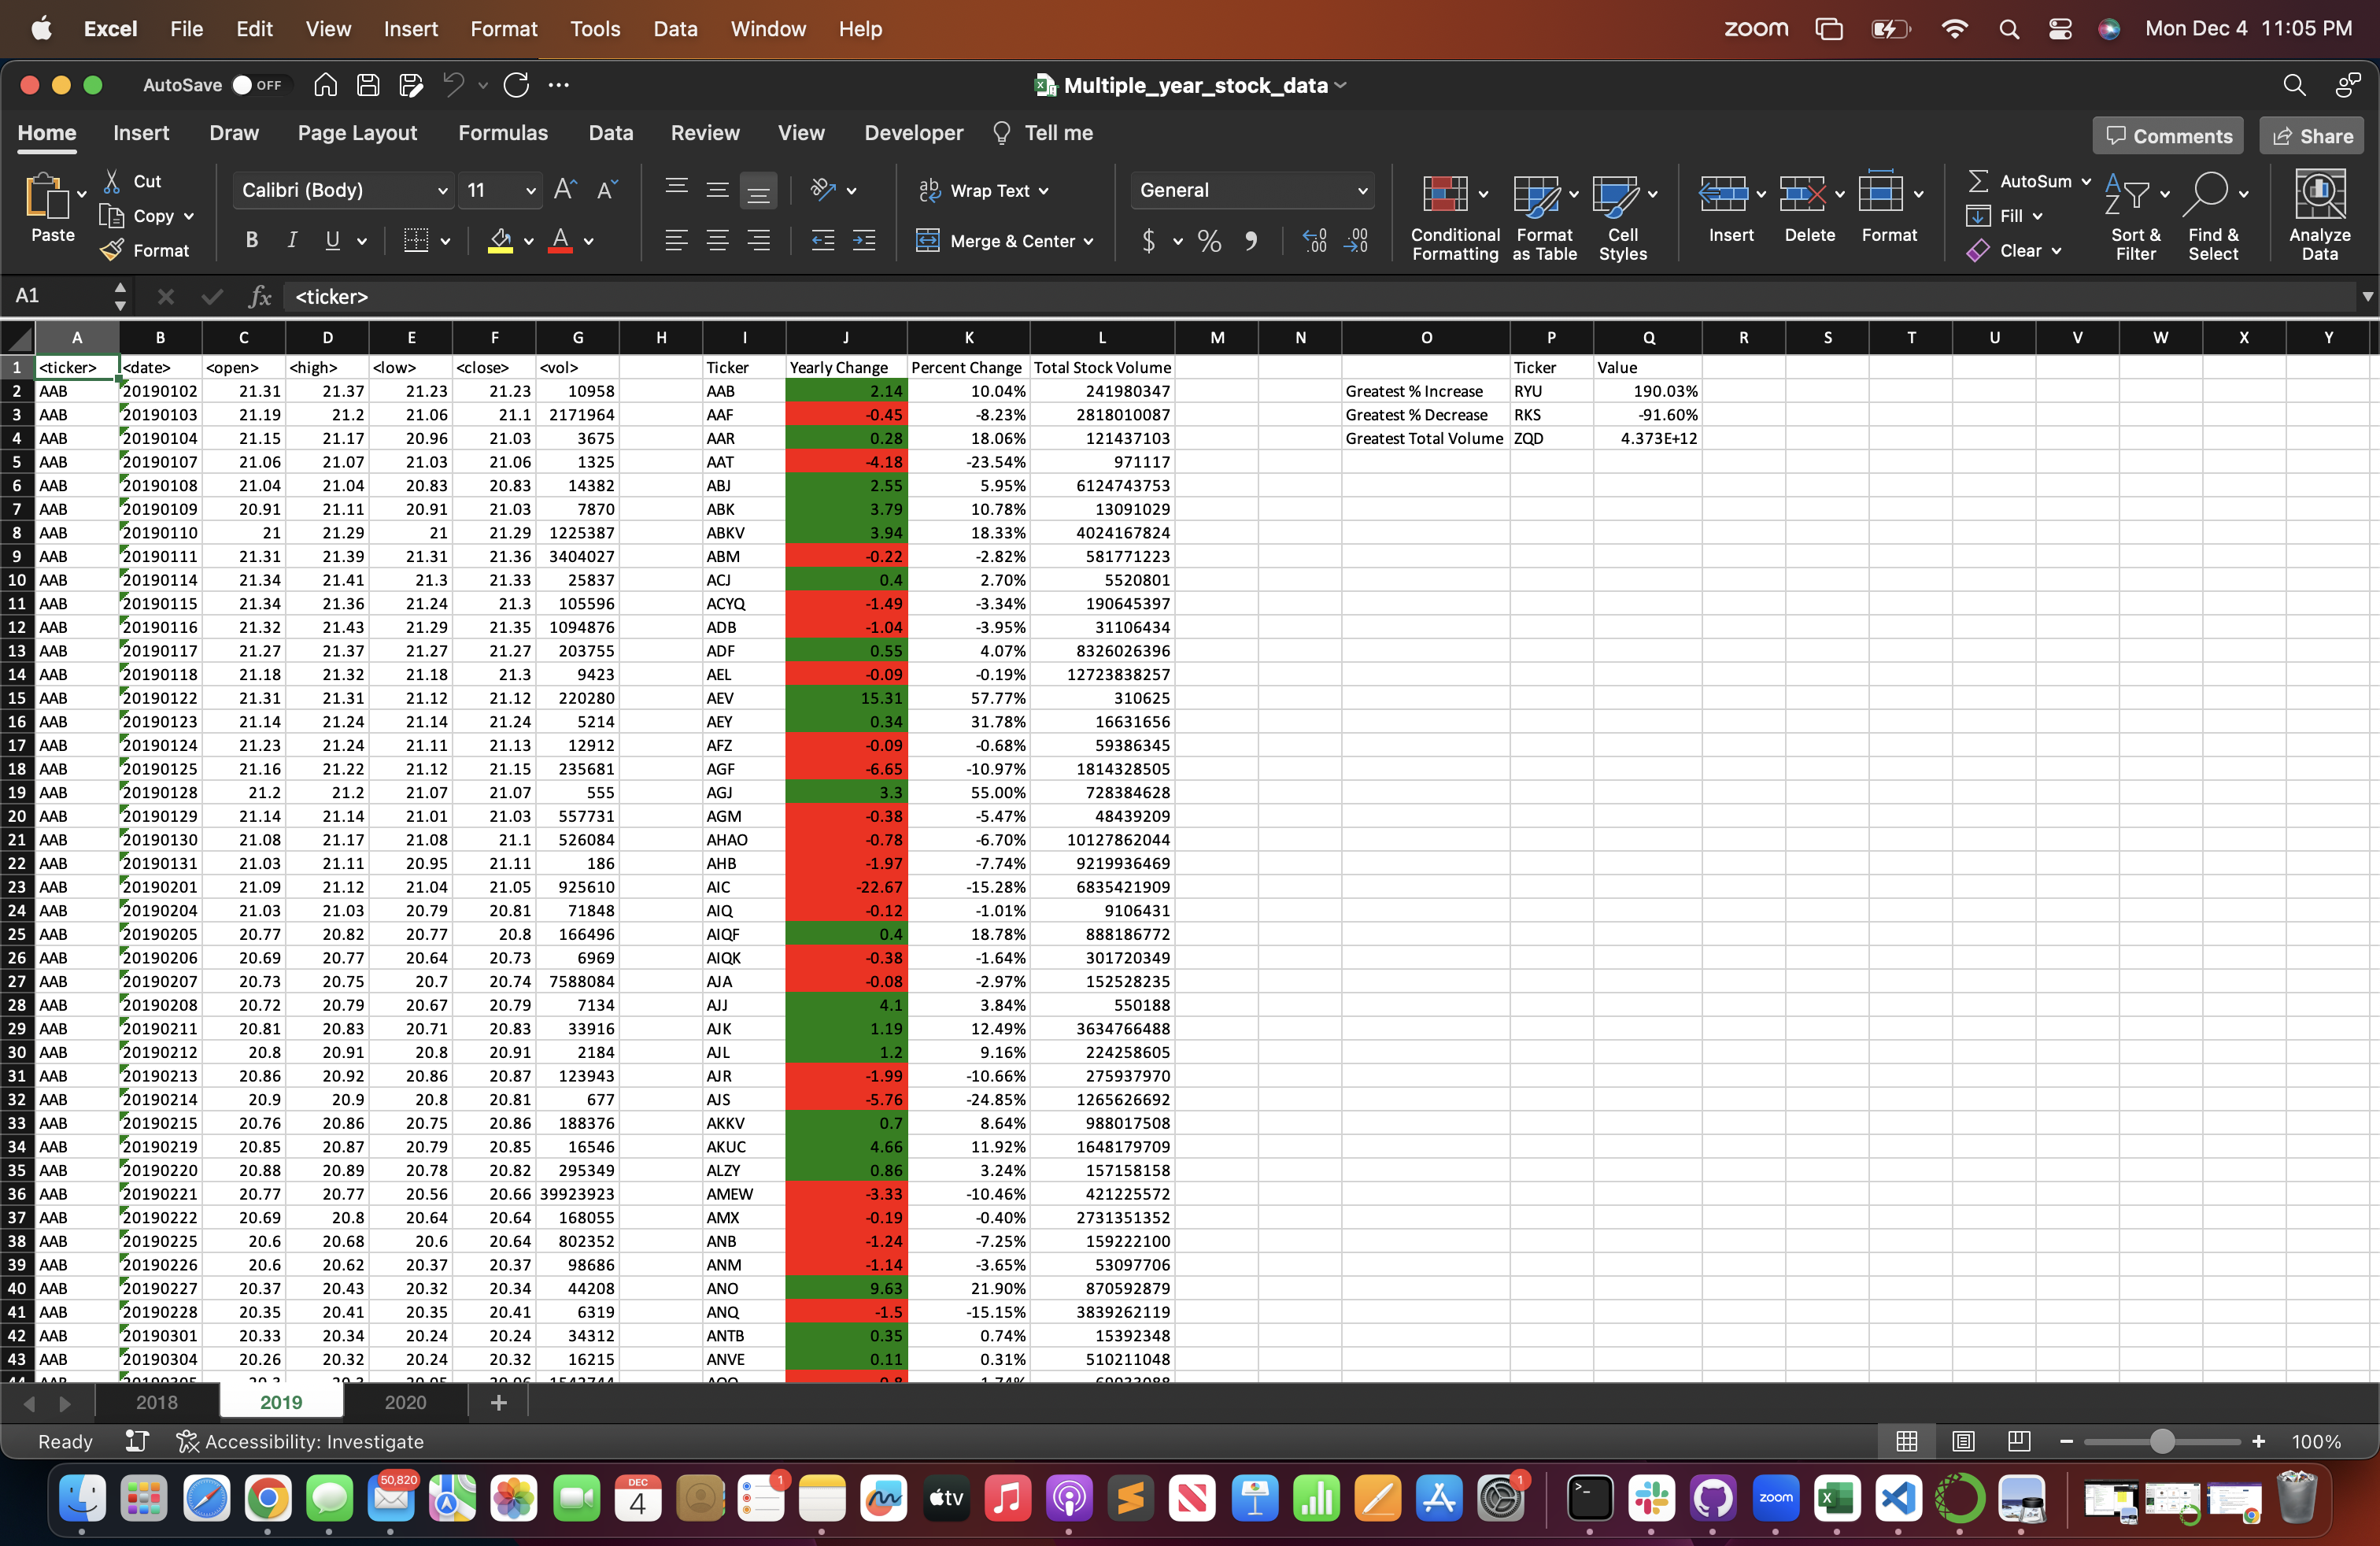 Excel File Edit View Insert Format Tools Data Window Help zoom Mon Dec 4 11:05 PM
AutoSave OFF Multiple_year_stock_data
Home Insert Draw Page Layout Formulas Data Review View Developer Tell me Comments Share
Paste Cut Copy Format Calibri (Body) 11 Wrap Text Merge & Center General Conditional Formatting Format as Table Cell Styles Insert Delete Format AutoSum Fill Clear Sort & Filter Find & Select Analyze Data
A1 fx <ticker>
A B C D E F G H I J K L M N O P Q R S T U V W X Y
1 <ticker> <date> <open> <high> <low> <close> <vol> Ticker Yearly Change Percent Change Total Stock Volume Ticker Value
2 AAB 20190102 21.31 21.37 21.23 21.23 10958 AAB 2.14 10.04% 241980347 Greatest % Increase RYU 190.03%
3 AAB 20190103 21.19 21.2 21.06 21.1 2171964 AAF -0.45 -8.23% 2818010087 Greatest % Decrease RKS -91.60%
4 AAB 20190104 21.15 21.17 20.96 21.03 3675 AAR 0.28 18.06% 121437103 Greatest Total Volume ZQD 4.373E+12
5 AAB 20190107 21.06 21.07 21.03 21.06 1325 AAT -4.18 -23.54% 971117
6 AAB 20190108 21.04 21.04 20.83 20.83 14382 ABJ 2.55 5.95% 6124743753
7 AAB 20190109 20.91 21.11 20.91 21.03 7870 ABK 3.79 10.78% 13091029
8 AAB 20190110 21 21.29 21 21.29 1225387 ABKV 3.94 18.33% 4024167824
9 AAB 20190111 21.31 21.39 21.31 21.36 3404027 ABM -0.22 -2.82% 581771223
10 AAB 20190114 21.34 21.41 21.3 21.33 25837 ACJ 0.4 2.70% 5520801
11 AAB 20190115 21.34 21.36 21.24 21.3 105596 ACYQ -1.49 -3.34% 190645397
12 AAB 20190116 21.32 21.43 21.29 21.35 1094876 ADB -1.04 -3.95% 31106434
13 AAB 20190117 21.27 21.37 21.27 21.27 203755 ADF 0.55 4.07% 8326026396
14 AAB 20190118 21.18 21.32 21.18 21.3 9423 AEL -0.09 -0.19% 12723838257
15 AAB 20190122 21.31 21.31 21.12 21.12 220280 AEV 15.31 57.77% 310625
16 AAB 20190123 21.14 21.24 21.14 21.24 5214 AEY 0.34 31.78% 16631656
17 AAB 20190124 21.23 21.24 21.11 21.13 12912 AFZ -0.09 -0.68% 59386345
18 AAB 20190125 21.16 21.22 21.12 21.15 235681 AGF -6.65 -10.97% 1814328505
19 AAB 20190128 21.2 21.2 21.07 21.07 555 AGJ 3.3 55.00% 728384628
20 AAB 20190129 21.14 21.14 21.01 21.03 557731 AGM -0.38 -5.47% 48439209
21 AAB 20190130 21.08 21.17 21.08 21.1 526084 AHAO -0.78 -6.70% 10127862044
22 AAB 20190131 21.03 21.11 20.95 21.11 186 AHB -1.97 -7.74% 9219936469
23 AAB 20190201 21.09 21.12 21.04 21.05 925610 AIC -22.67 -15.28% 6835421909
24 AAB 20190204 21.03 21.03 20.79 20.81 71848 AIQ -0.12 -1.01% 9106431
25 AAB 20190205 20.77 20.82 20.77 20.8 166496 AIQF 0.4 18.78% 888186772
26 AAB 20190206 20.69 20.77 20.64 20.73 6969 AIQK -0.38 -1.64% 301720349
27 AAB 20190207 20.73 20.75 20.7 20.74 7588084 AJA -0.08 -2.97% 152528235
28 AAB 20190208 20.72 20.79 20.67 20.79 7134 AJJ 4.1 3.84% 550188
29 AAB 20190211 20.81 20.83 20.71 20.83 33916 AJK 1.19 12.49% 3634766488
30 AAB 20190212 20.8 20.91 20.8 20.91 2184 AJL 1.2 9.16% 224258605
31 AAB 20190213 20.86 20.92 20.86 20.87 123943 AJR -1.99 -10.66% 275937970
32 AAB 20190214 20.9 20.9 20.8 20.81 677 AJS -5.76 -24.85% 1265626692
33 AAB 20190215 20.76 20.86 20.75 20.86 188376 AKKV 0.7 8.64% 988017508
34 AAB 20190219 20.85 20.87 20.79 20.85 16546 AKUC 4.66 11.92% 1648179709
35 AAB 20190220 20.88 20.89 20.78 20.82 295349 ALZY 0.86 3.24% 157158158
36 AAB 20190221 20.77 20.77 20.56 20.66 39923923 AMEW -3.33 -10.46% 421225572
37 AAB 20190222 20.69 20.8 20.64 20.64 168055 AMX -0.19 -0.40% 2731351352
38 AAB 20190225 20.6 20.68 20.6 20.64 802352 ANB -1.24 -7.25% 159222100
39 AAB 20190226 20.6 20.62 20.37 20.37 98686 ANM -1.14 -3.65% 53097706
40 AAB 20190227 20.37 20.43 20.32 20.34 44208 ANO 9.63 21.90% 870592879
41 AAB 20190228 20.35 20.41 20.35 20.41 6319 ANQ -1.5 -15.15% 3839262119
42 AAB 20190301 20.33 20.34 20.24 20.24 34312 ANTB 0.35 0.74% 15392348
43 AAB 20190304 20.26 20.32 20.24 20.32 16215 ANVE 0.11 0.31% 510211048
2018 2019 2020 +
Ready Accessibility: Investigate 100%
50,820 DEC 4 1 tv 1 zoom